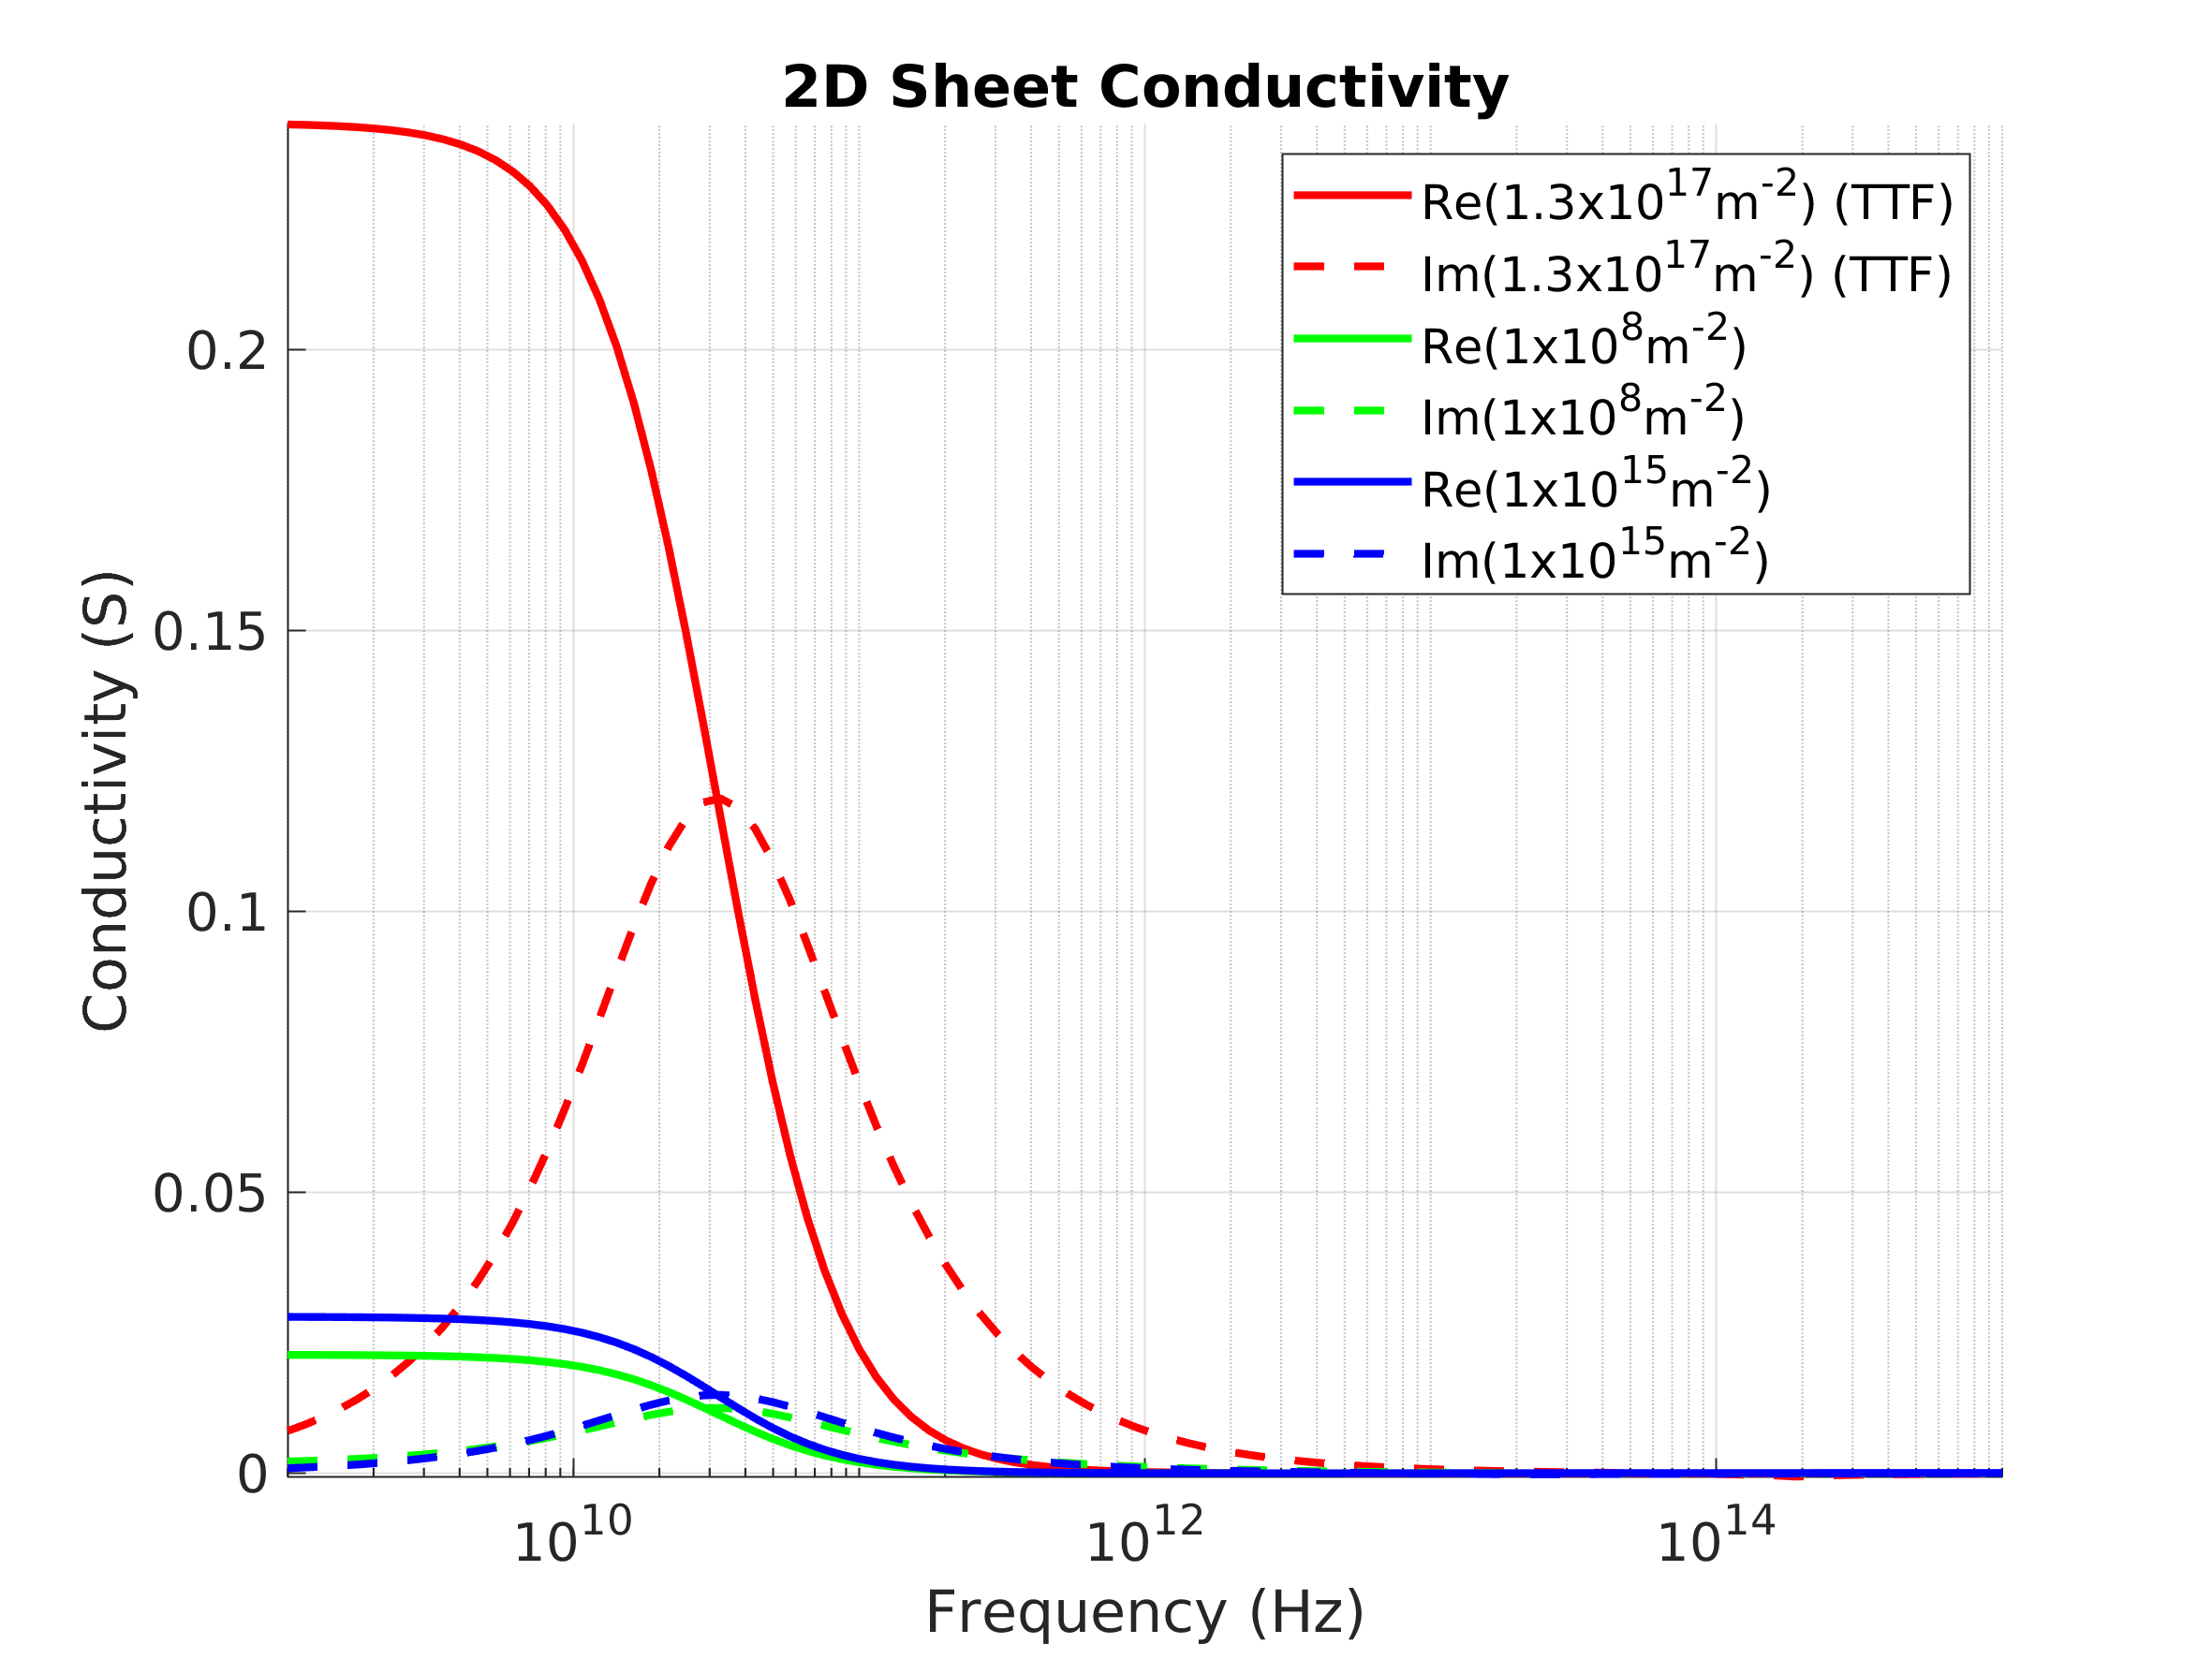 2D Sheet Conductivity
Re(1.3x10^17m^-2) (TTF)
Im(1.3x10^17m^-2) (TTF)
Re(1x10^8m^-2)
Im(1x10^8m^-2)
Re(1x10^15m^-2)
Im(1x10^15m^-2)
Conductivity (S)
0.2
0.15
0.1
0.05
0
10^10 10^12 10^14
Frequency (Hz)